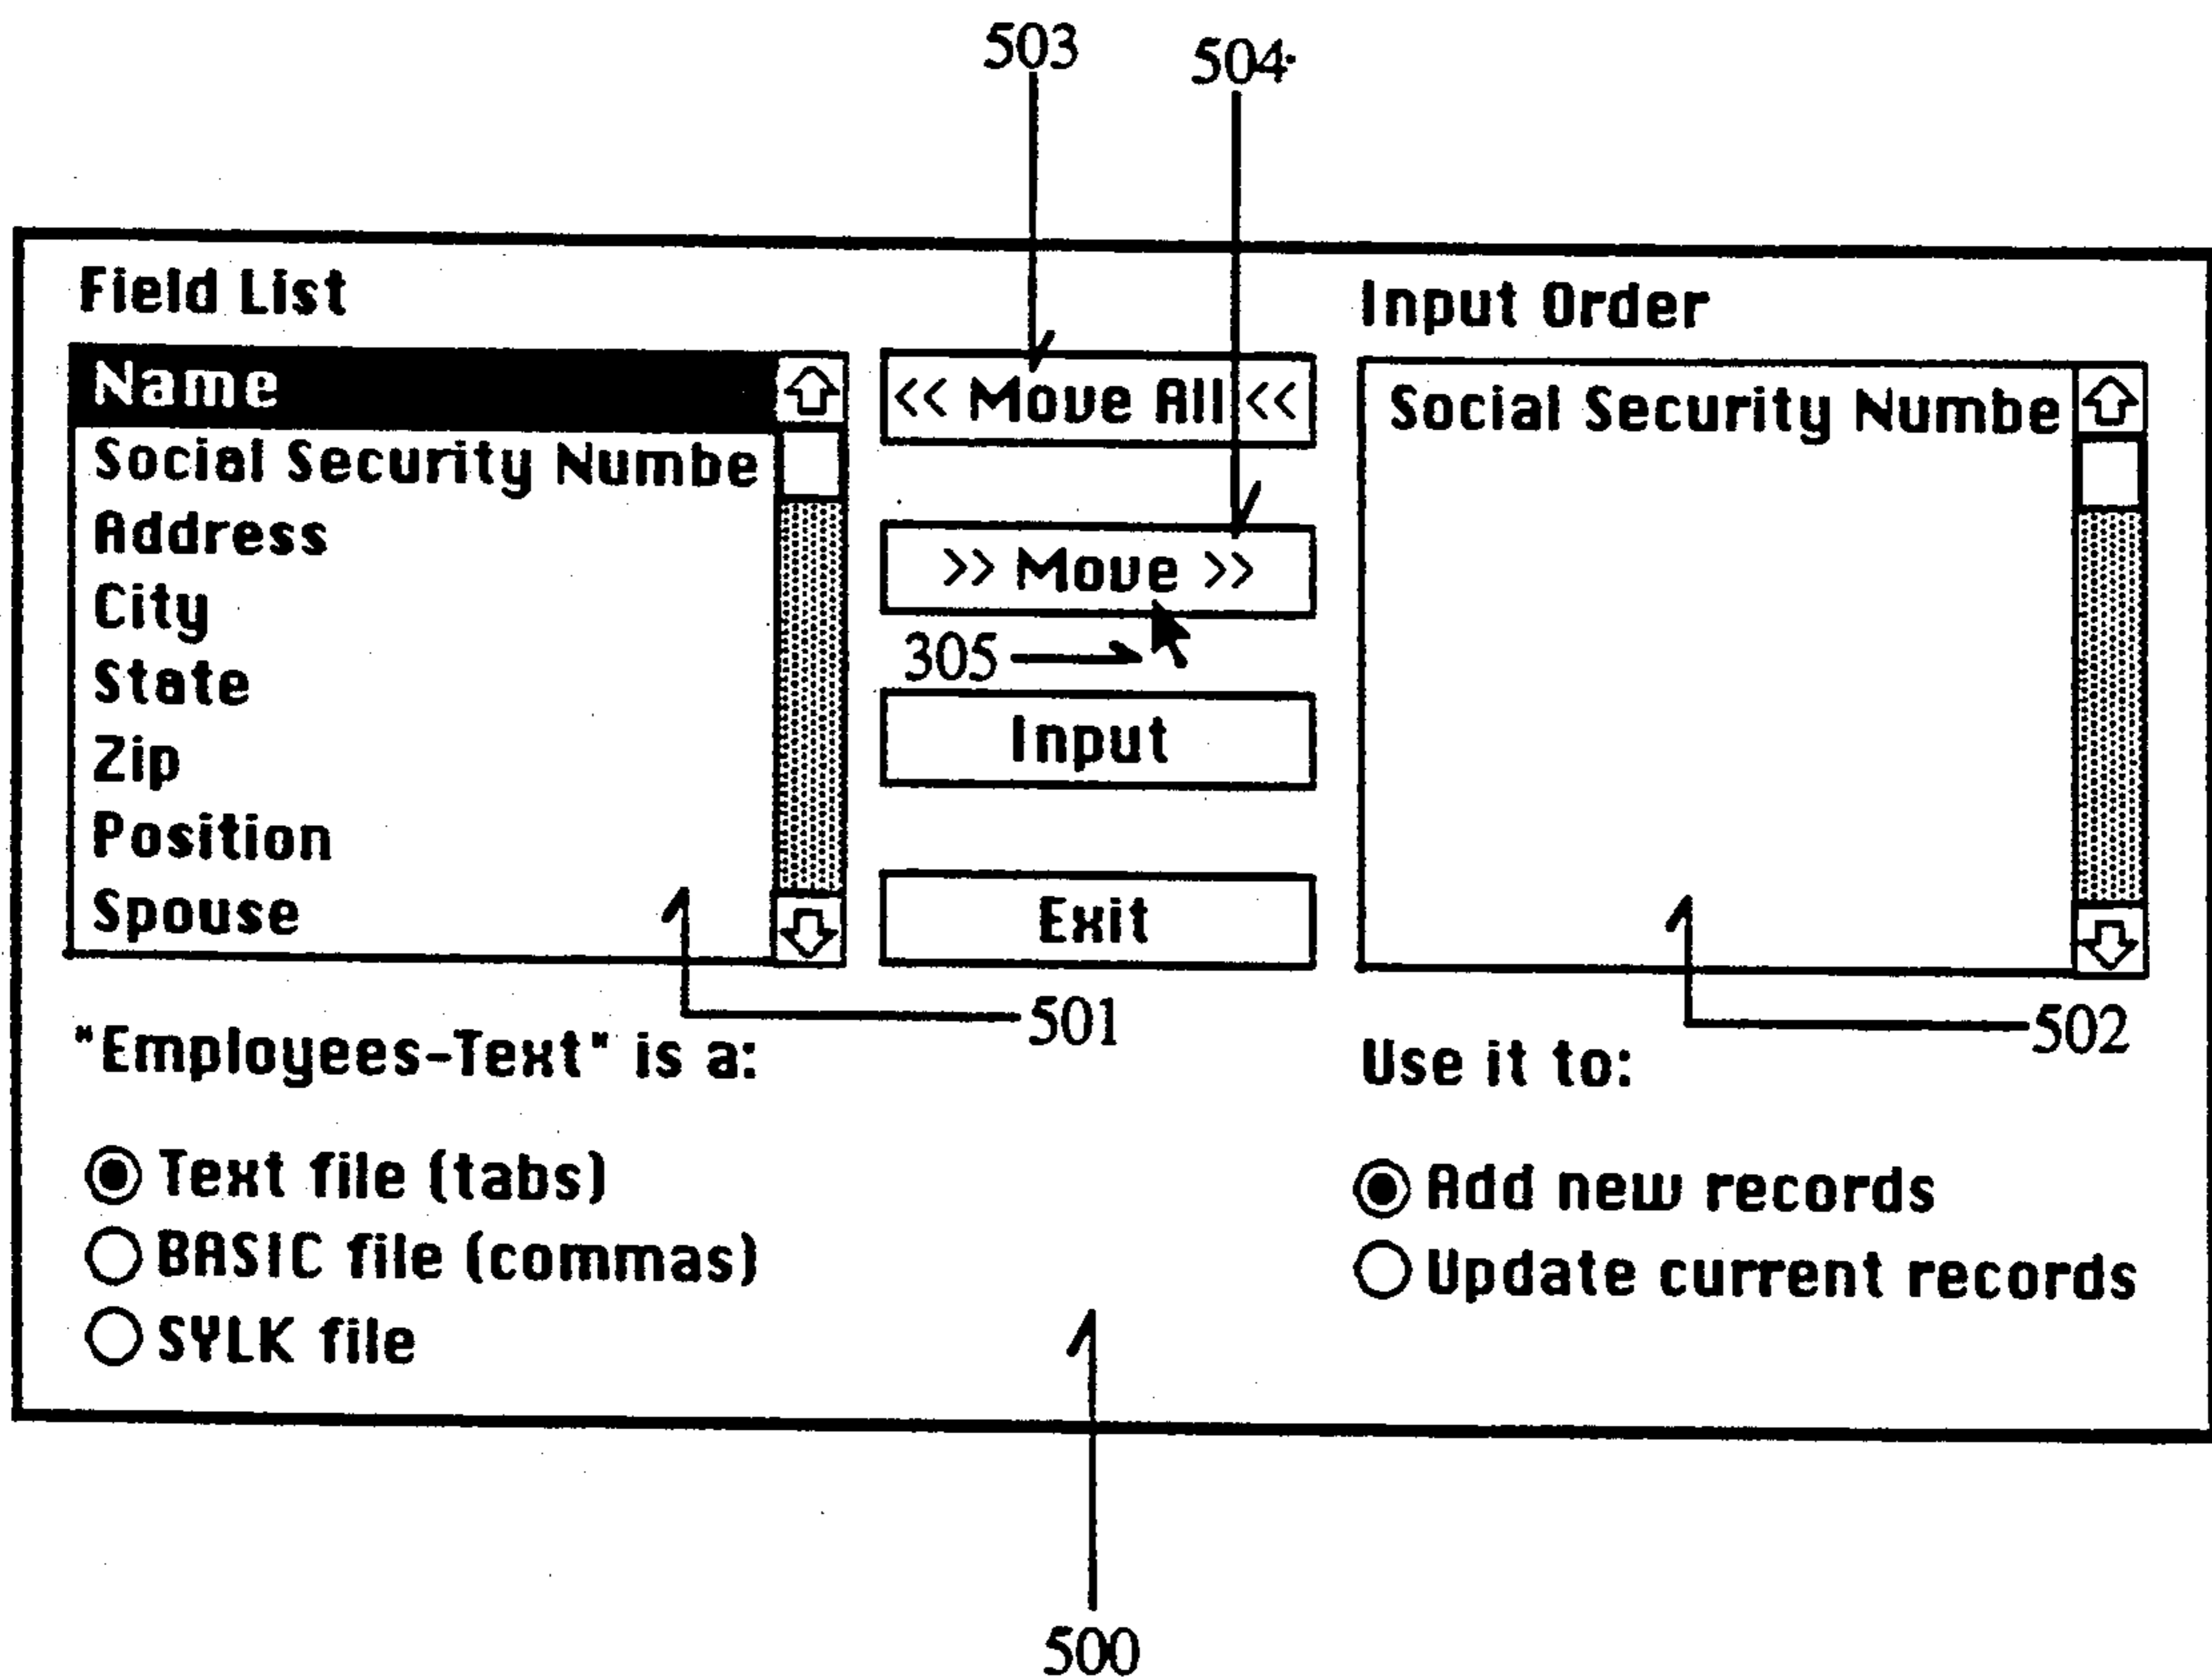 503
504
Field List
Input Order
Name
Social Security Numbe
Address
City
State
Zip
Position
Spouse
<< Move All <<
>> Move >>
305
Input
Exit
Social Security Numbe
501
502
"Employees-Text" is a:
Use it to:
Text file (tabs)
BASIC file (commas)
SYLK file
Add new records
Update current records
500